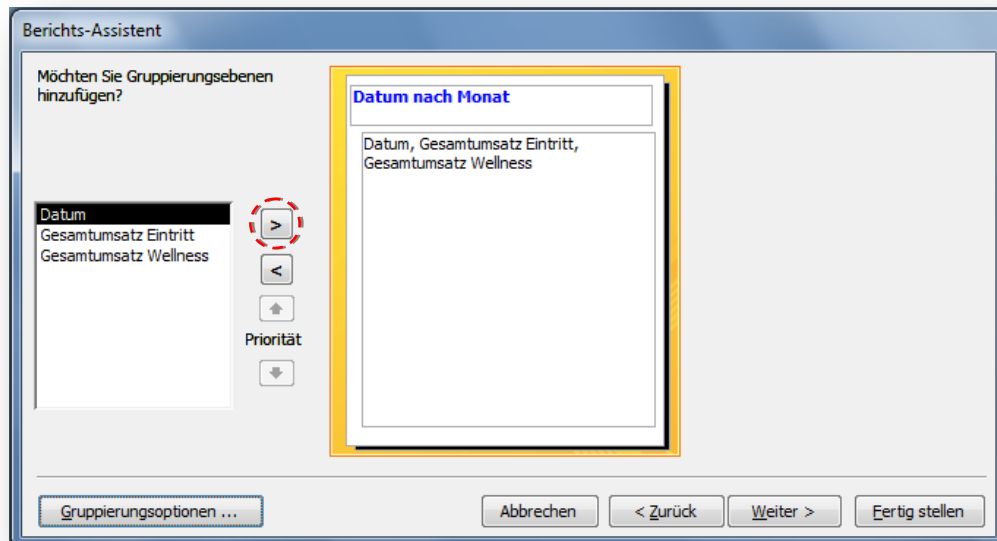 Berichts-Assistent
Möchten Sie Gruppierungsebenen
hinzufügen?
Datum nach Monat
Datum, Gesamtumsatz Eintritt,
Gesamtumsatz Wellness
Datum
Gesamtumsatz Eintritt
Gesamtumsatz Wellness
>
<
Priorität
Gruppierungsoptionen ...
Abbrechen
< Zurück
Weiter >
Fertig stellen